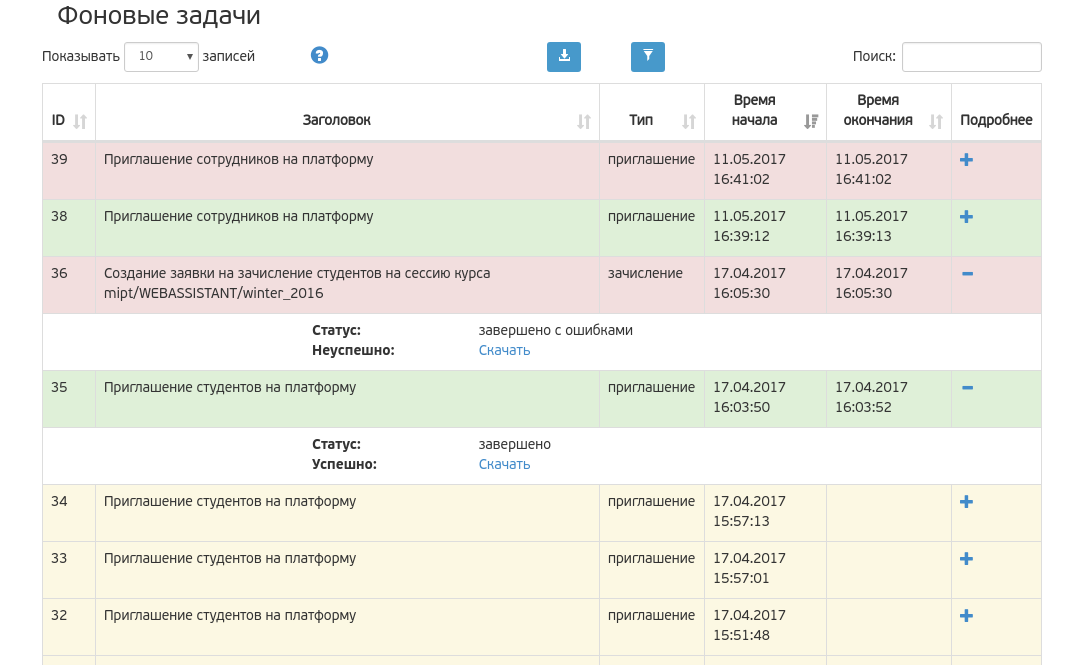 Фоновые задачи
Показывать 10 записей ? Поиск:
ID Заголовок Тип Время начала Время окончания Подробнее
39 Приглашение сотрудников на платформу приглашение 11.05.2017 11.05.2017
16:41:02 16:41:02
38 Приглашение сотрудников на платформу приглашение 11.05.2017 11.05.2017
16:39:12 16:39:13
36 Создание заявки на зачисление студентов на сессию курса зачисление 17.04.2017 17.04.2017
mipt/WEBASSISTANT/winter_2016 16:05:30 16:05:30
Статус: завершено с ошибками
Неуспешно: Скачать
35 Приглашение студентов на платформу приглашение 17.04.2017 17.04.2017
16:03:50 16:03:52
Статус: завершено
Успешно: Скачать
34 Приглашение студентов на платформу приглашение 17.04.2017
15:57:13
33 Приглашение студентов на платформу приглашение 17.04.2017
15:57:01
32 Приглашение студентов на платформу приглашение 17.04.2017
15:51:48